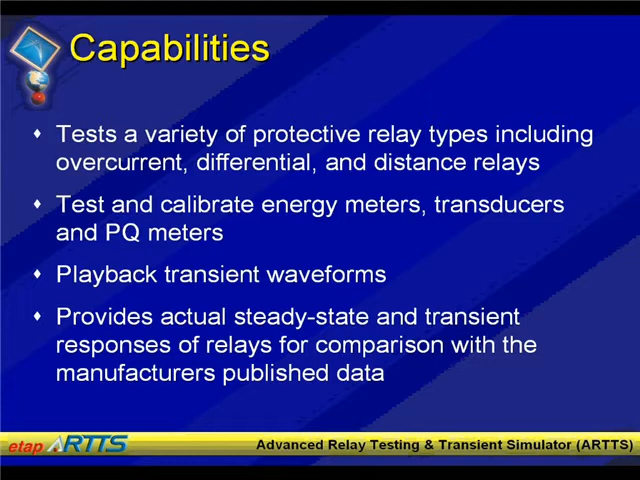 Capabilities
Tests a variety of protective relay types including
overcurrent, differential, and distance relays
Test and calibrate energy meters, transducers
and PQ meters
Playback transient waveforms
Provides actual steady-state and transient
responses of relays for comparison with the
manufacturers published data
etap ARTTS
Advanced Relay Testing & Transient Simulator (ARTTS)